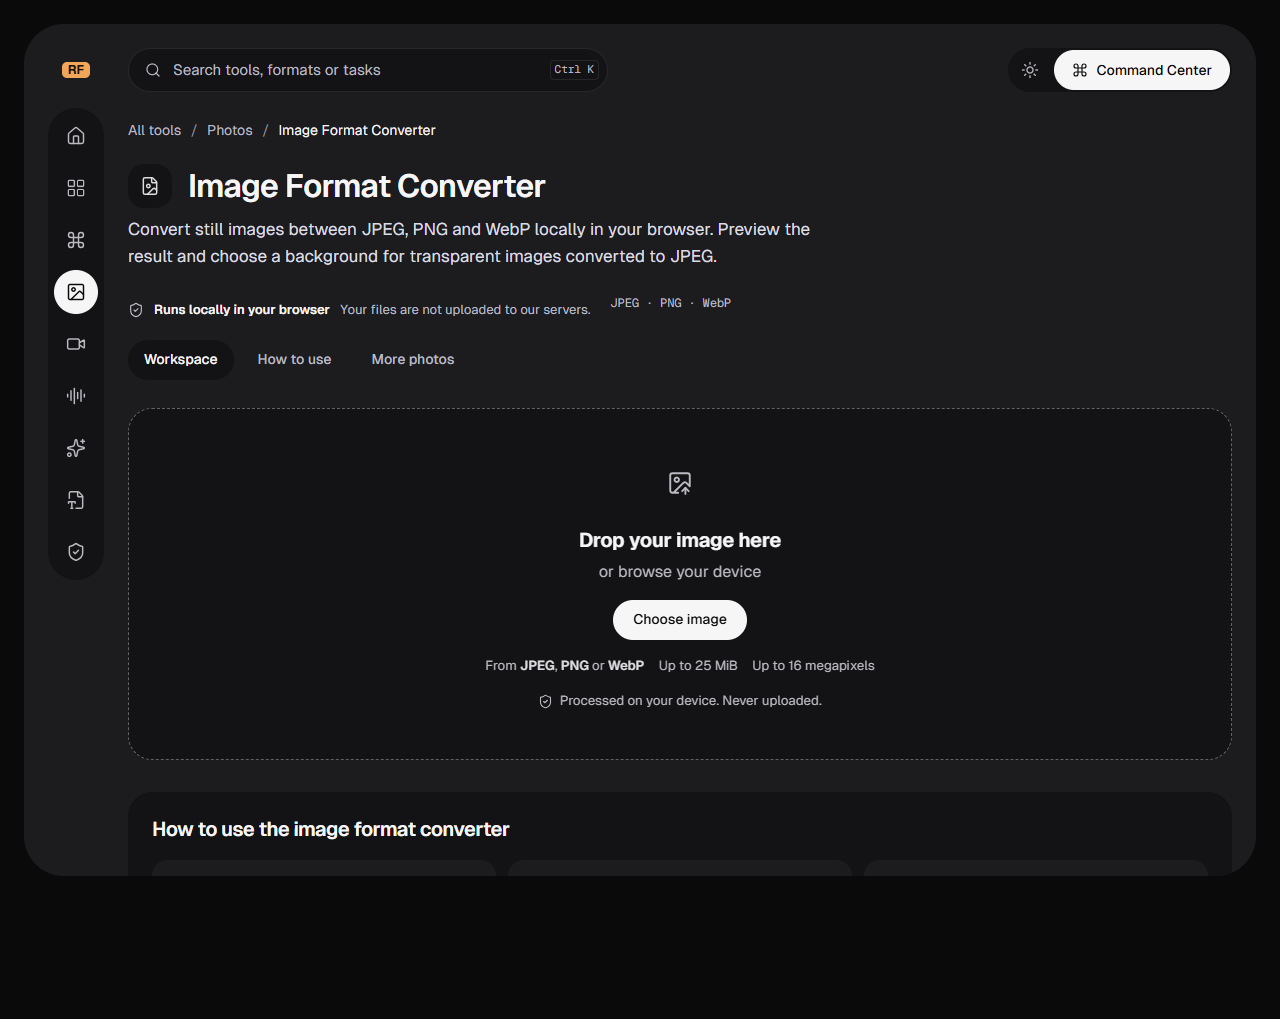 RF
Search tools, formats or tasks
Ctrl K
Command Center
All tools / Photos / Image Format Converter
Image Format Converter
Convert still images between JPEG, PNG and WebP locally in your browser. Preview the
result and choose a background for transparent images converted to JPEG.
Runs locally in your browser Your files are not uploaded to our servers. JPEG · PNG · WebP
Workspace
How to use
More photos
Drop your image here
or browse your device
Choose image
From JPEG, PNG or WebP Up to 25 MiB Up to 16 megapixels
Processed on your device. Never uploaded.
How to use the image format converter